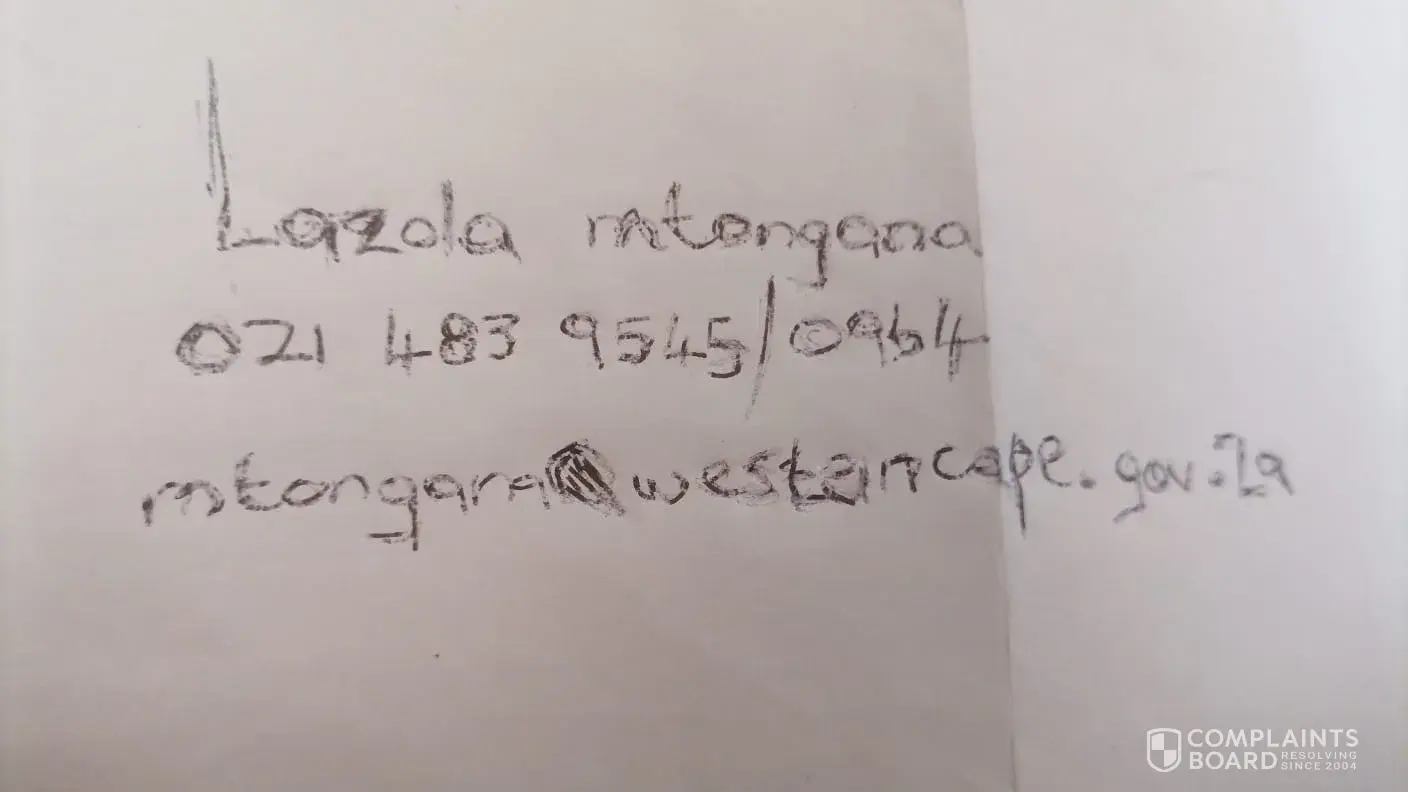 Lazola mtongana
021 483 9545/0964
mtongana@westerncape.gov.za
COMPLAINTS
BOARD RESOLVING
SINCE 2004